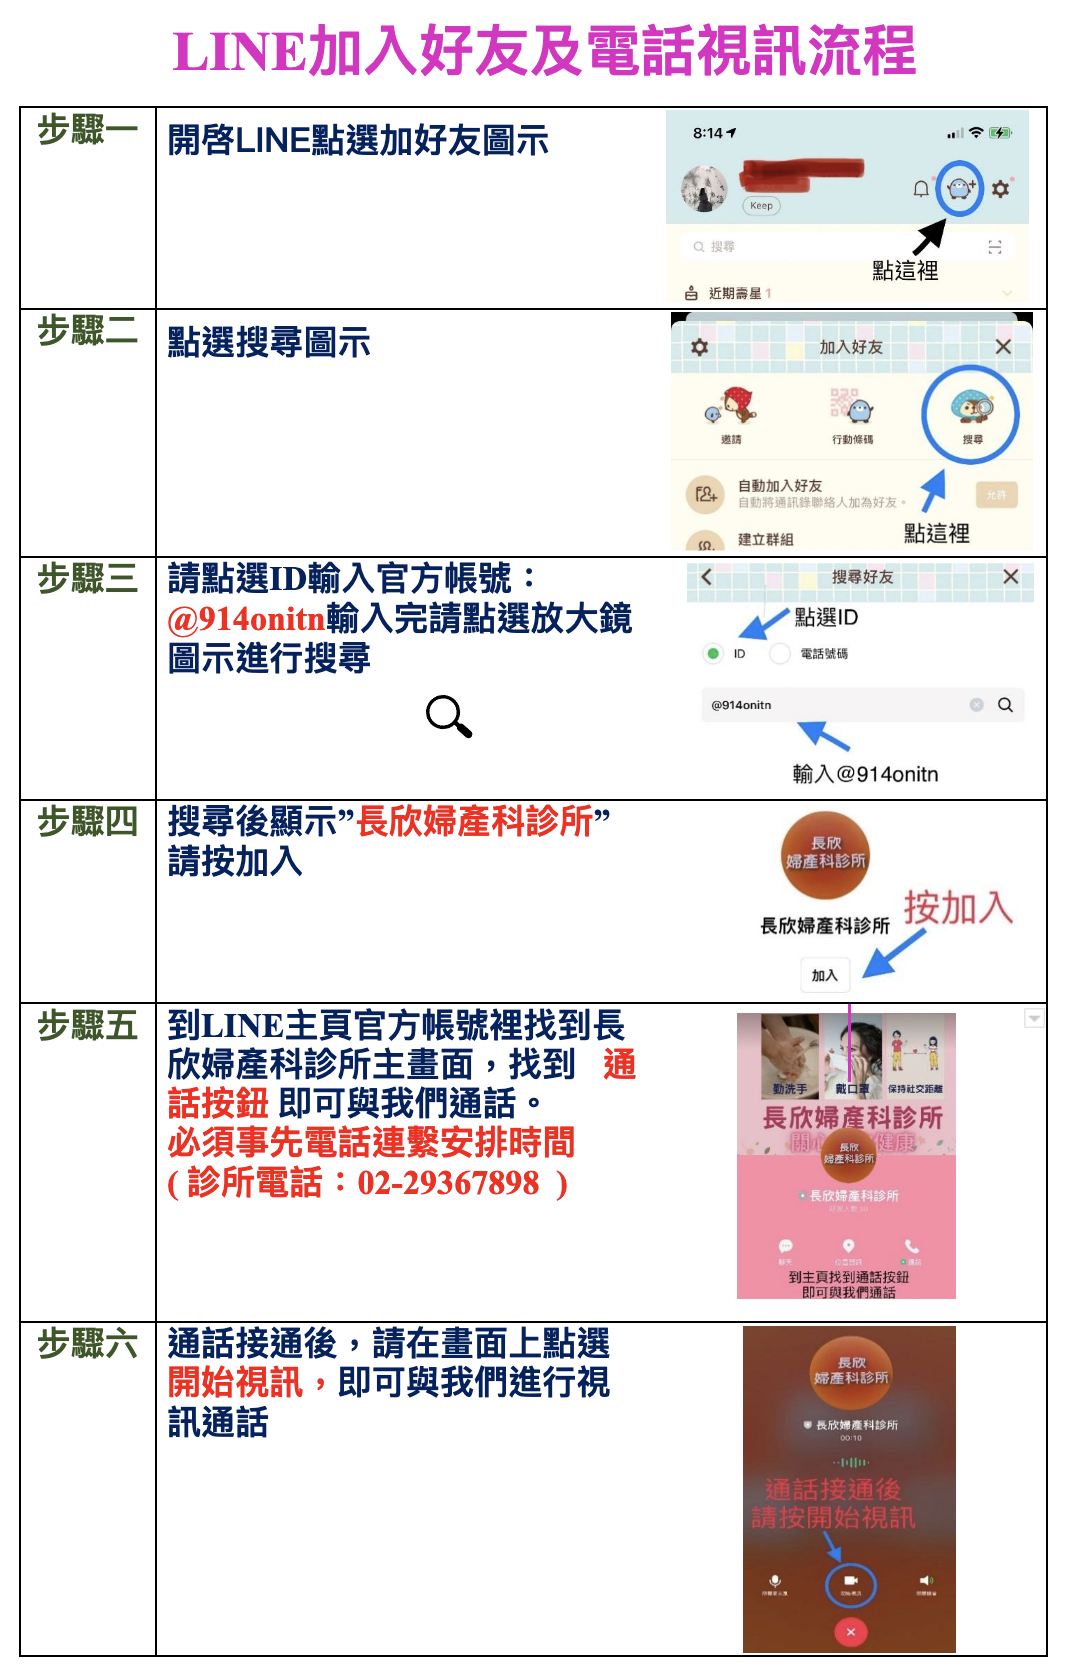 LINE加入好友及電話視訊流程
步驟一
開啓LINE點選加好友圖示
8:14
Keep
搜尋
點這裡
近期壽星 1
步驟二
點選搜尋圖示
加入好友
邀請
行動條碼
搜尋
自動加入好友
自動將通訊錄聯絡人加為好友。
允許
點這裡
建立群組
步驟三
請點選ID輸入官方帳號：
@914onitn輸入完請點選放大鏡
圖示進行搜尋
搜尋好友
點選ID
ID
電話號碼
@914onitn
輸入@914onitn
步驟四
搜尋後顯示”長欣婦產科診所”
請按加入
長欣
婦產科診所
按加入
長欣婦產科診所
加入
步驟五
到LINE主頁官方帳號裡找到長
欣婦產科診所主畫面，找到 通
話按鈕 即可與我們通話。
必須事先電話連繫安排時間
( 診所電話：02-29367898 )
勤洗手
戴口罩
保持社交距離
長欣婦產科診所
關心 健康
長欣
婦產科診所
長欣婦產科診所
到主頁找到通話按鈕
即可與我們通話
步驟六
通話接通後，請在畫面上點選
開始視訊，即可與我們進行視
訊通話
長欣
婦產科診所
長欣婦產科診所
00:10
通話接通後
請按開始視訊